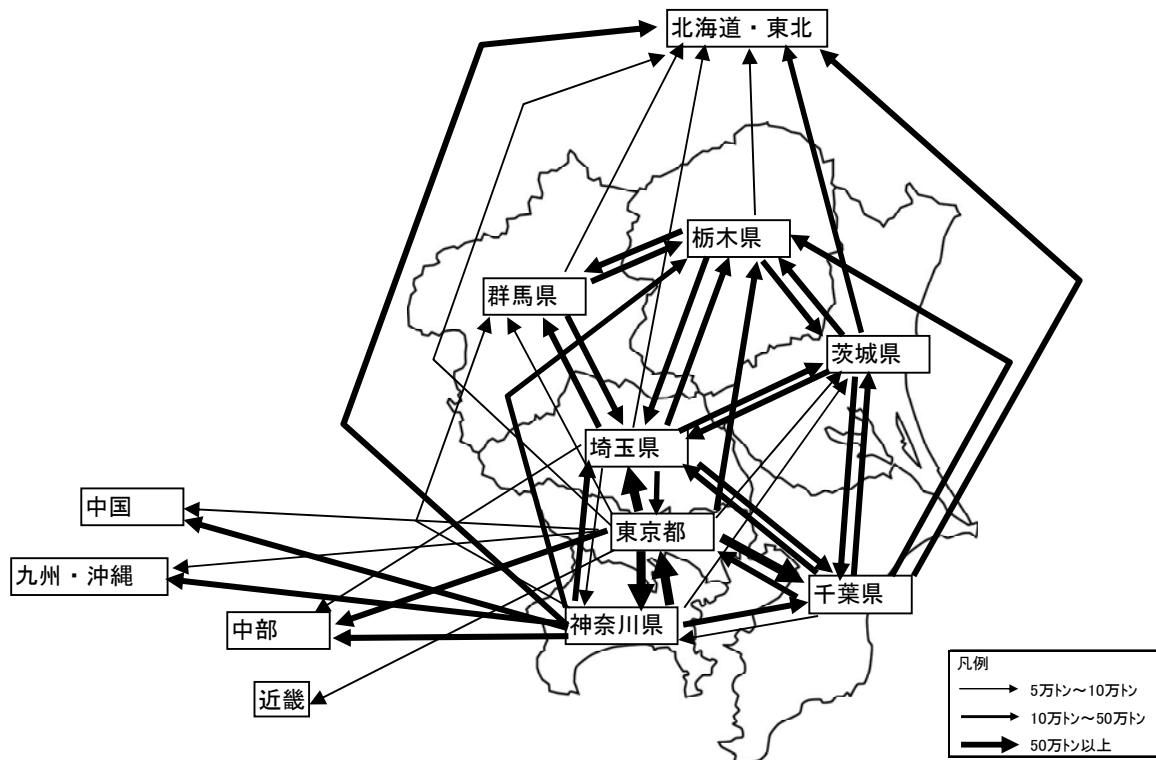 北海道・東北
栃木県
群馬県
茨城県
埼玉県
中国
東京都
九州・沖縄
千葉県
中部
神奈川県
近畿
凡例
5万トン～10万トン
10万トン～50万トン
50万トン以上